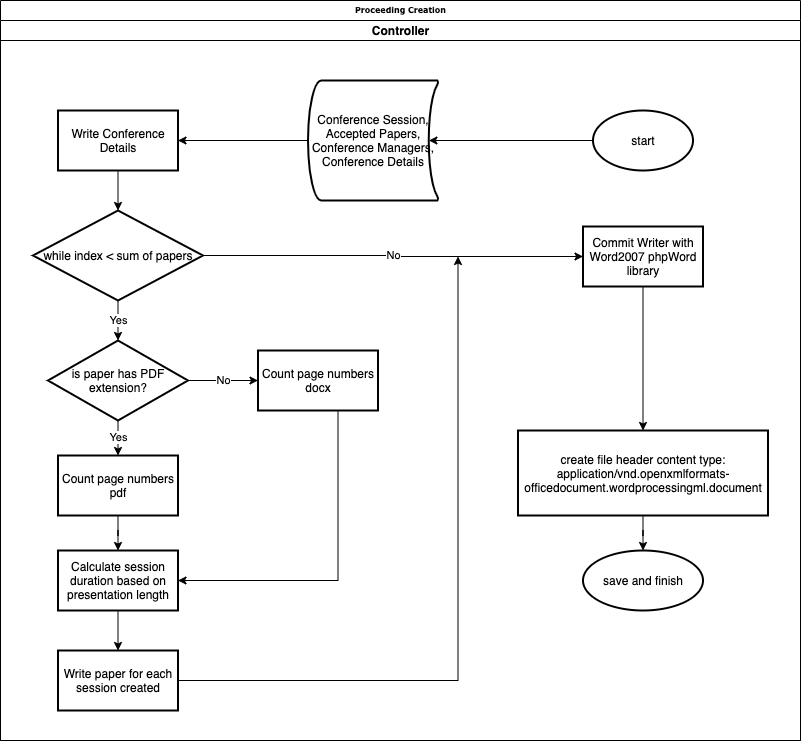 Proceeding Creation
Controller
start
Conference Session,
Accepted Papers,
Conference Managers,
Conference Details
Write Conference
Details
while index < sum of papers
No
Commit Writer with
Word2007 phpWord
library
Yes
is paper has PDF
extension?
No
Count page numbers
docx
Yes
Count page numbers
pdf
create file header content type:
application/vnd.openxmlformats-
officedocument.wordprocessingml.document
Calculate session
duration based on
presentation length
save and finish
Write paper for each
session created